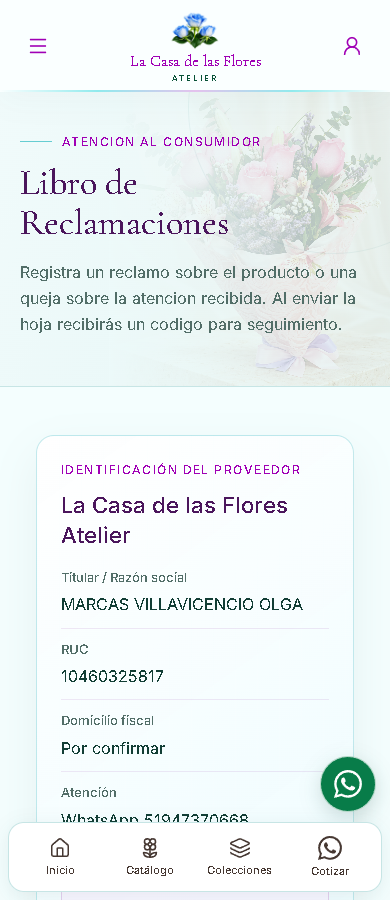 La Casa de las Flores
ATELIER
ATENCION AL CONSUMIDOR
Libro de
Reclamaciones
Registra un reclamo sobre el producto o una
queja sobre la atencion recibida. Al enviar la
hoja recibirás un codigo para seguimiento.
IDENTIFICACIÓN DEL PROVEEDOR
La Casa de las Flores
Atelier
Titular / Razón social
MARCAS VILLAVICENCIO OLGA
RUC
10460325817
Domicilio fiscal
Por confirmar
Atención
WhatsApp 51947370668
Inicio
Catálogo
Colecciones
Cotizar